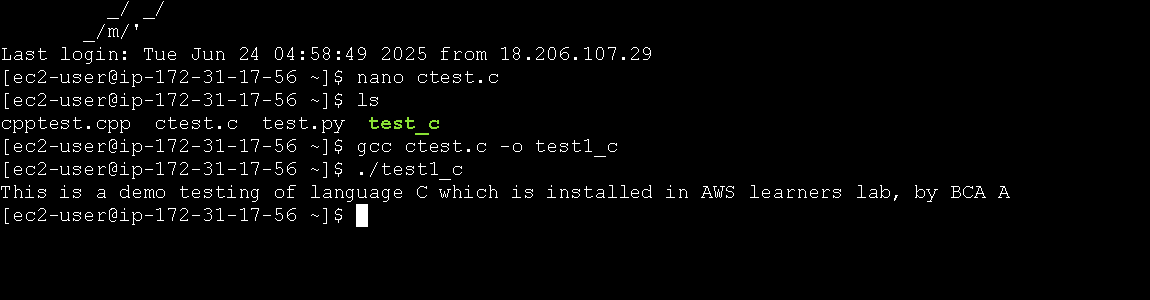 _/ _/
_/m/'
Last login: Tue Jun 24 04:58:49 2025 from 18.206.107.29
[ec2-user@ip-172-31-17-56 ~]$ nano ctest.c
[ec2-user@ip-172-31-17-56 ~]$ ls
cpptest.cpp  ctest.c  test.py  test_c
[ec2-user@ip-172-31-17-56 ~]$ gcc ctest.c -o test1_c
[ec2-user@ip-172-31-17-56 ~]$ ./test1_c
This is a demo testing of language C which is installed in AWS learners lab, by BCA A
[ec2-user@ip-172-31-17-56 ~]$